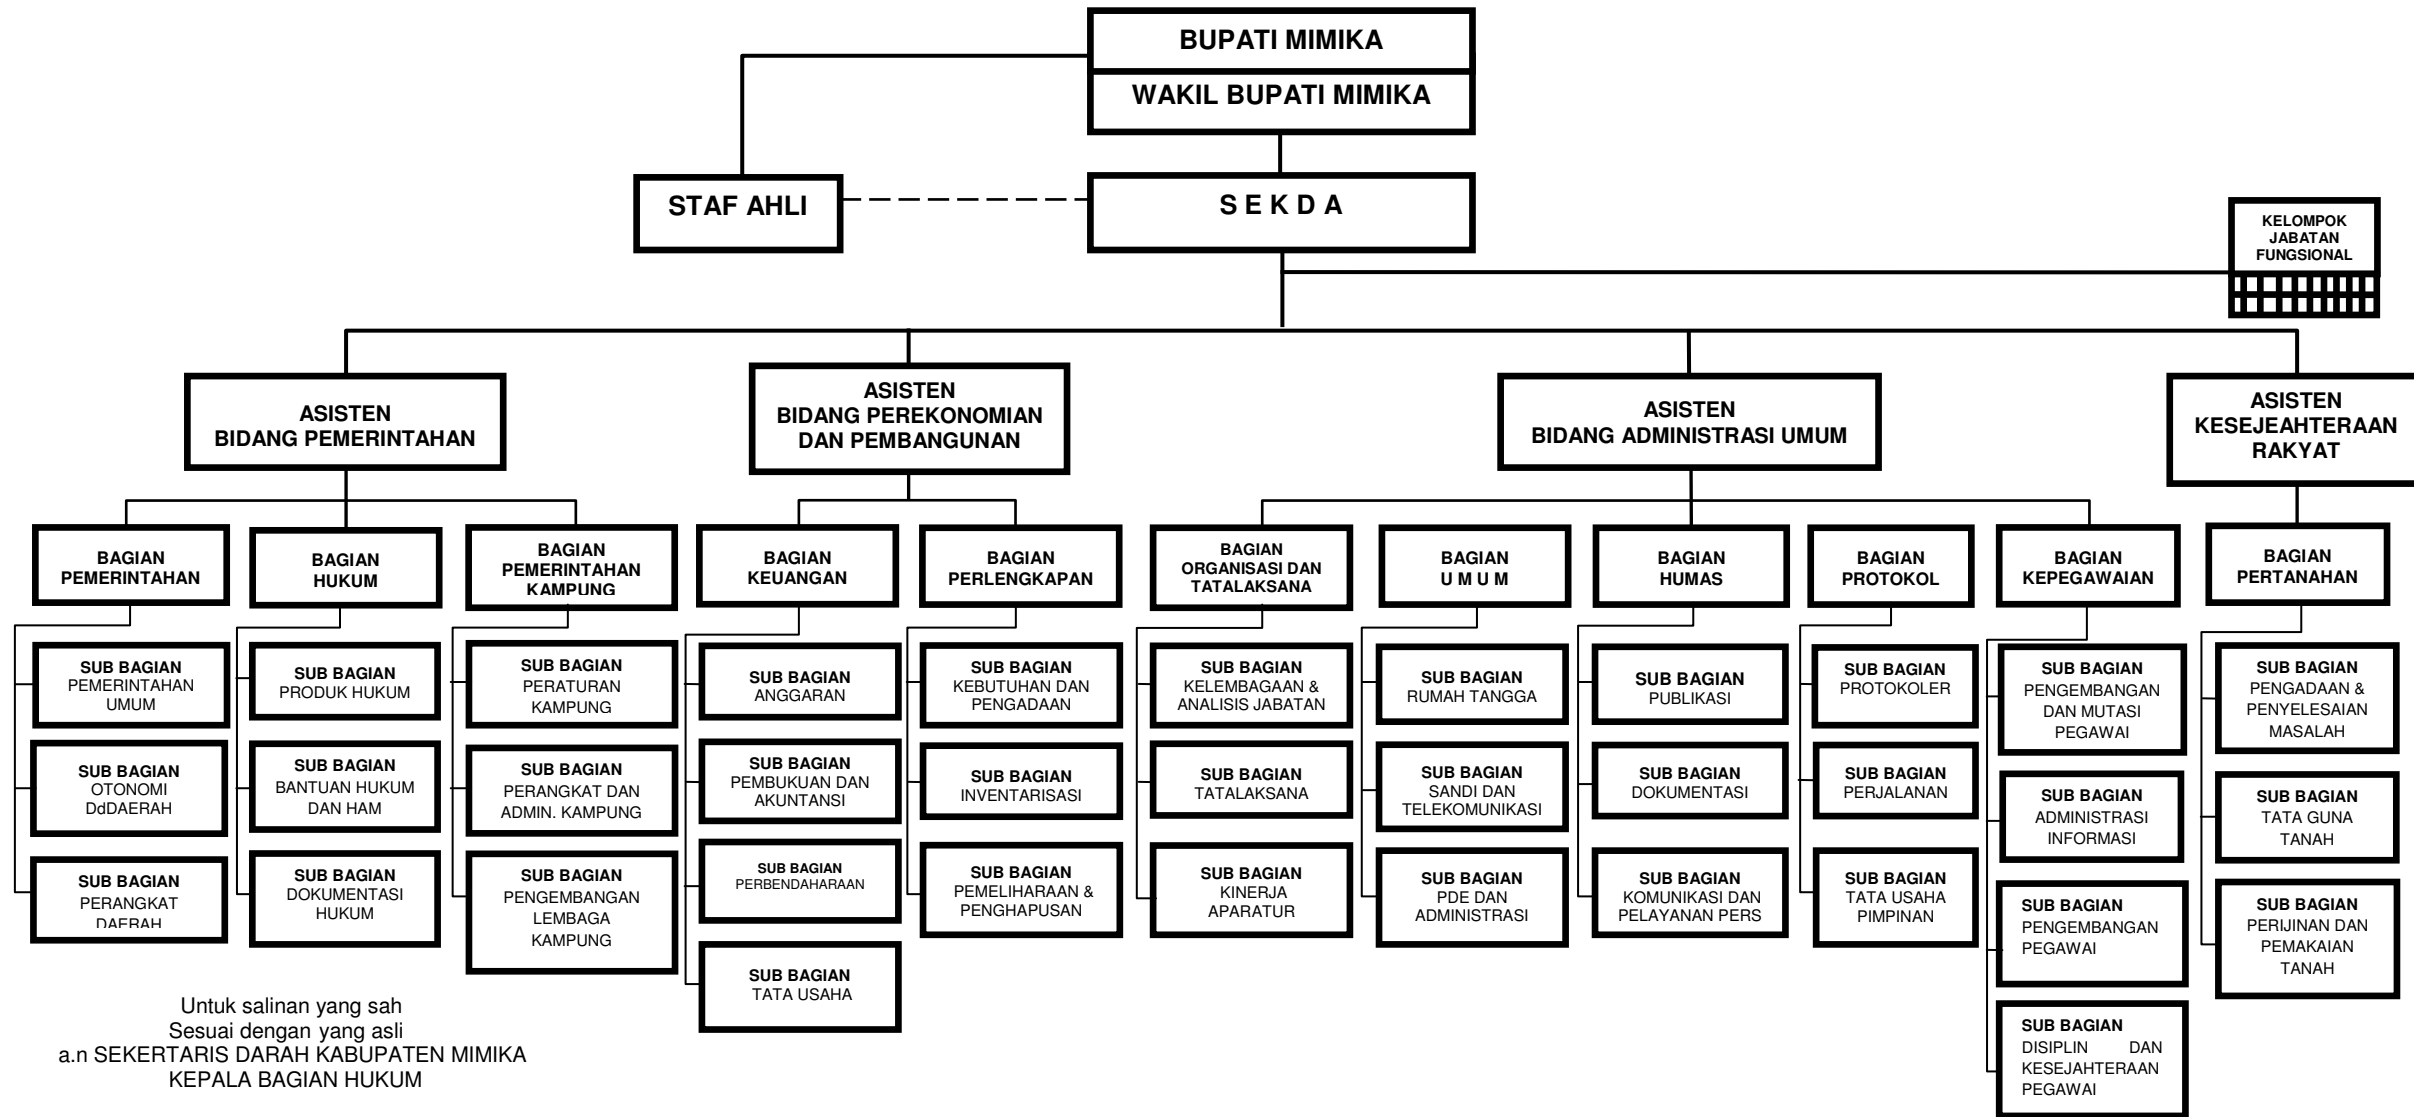 BUPATI MIMIKA
WAKIL BUPATI MIMIKA
STAF AHLI
S E K D A
KELOMPOK
JABATAN
FUNGSIONAL
ASISTEN
BIDANG PEMERINTAHAN
ASISTEN
BIDANG PEREKONOMIAN
DAN PEMBANGUNAN
ASISTEN
BIDANG ADMINISTRASI UMUM
ASISTEN
KESEJEAHTERAAN
RAKYAT
BAGIAN
PEMERINTAHAN
BAGIAN
HUKUM
BAGIAN
PEMERINTAHAN
KAMPUNG
BAGIAN
KEUANGAN
BAGIAN
PERLENGKAPAN
BAGIAN
ORGANISASI DAN
TATALAKSANA
BAGIAN
U M U M
BAGIAN
HUMAS
BAGIAN
PROTOKOL
BAGIAN
KEPEGAWAIAN
BAGIAN
PERTANAHAN
SUB BAGIAN
PEMERINTAHAN
UMUM
SUB BAGIAN
PRODUK HUKUM
SUB BAGIAN
PERATURAN
KAMPUNG
SUB BAGIAN
ANGGARAN
SUB BAGIAN
KEBUTUHAN DAN
PENGADAAN
SUB BAGIAN
KELEMBAGAAN &
ANALISIS JABATAN
SUB BAGIAN
RUMAH TANGGA
SUB BAGIAN
PUBLIKASI
SUB BAGIAN
PROTOKOLER
SUB BAGIAN
PENGEMBANGAN
DAN MUTASI
PEGAWAI
SUB BAGIAN
PENGADAAN &
PENYELESAIAN
MASALAH
SUB BAGIAN
OTONOMI
DdDAERAH
SUB BAGIAN
BANTUAN HUKUM
DAN HAM
SUB BAGIAN
PERANGKAT DAN
ADMIN. KAMPUNG
SUB BAGIAN
PEMBUKUAN DAN
AKUNTANSI
SUB BAGIAN
INVENTARISASI
SUB BAGIAN
TATALAKSANA
SUB BAGIAN
SANDI DAN
TELEKOMUNIKASI
SUB BAGIAN
DOKUMENTASI
SUB BAGIAN
PERJALANAN
SUB BAGIAN
ADMINISTRASI
INFORMASI
SUB BAGIAN
TATA GUNA
TANAH
SUB BAGIAN
PERANGKAT
DAERAH
SUB BAGIAN
DOKUMENTASI
HUKUM
SUB BAGIAN
PENGEMBANGAN
LEMBAGA
KAMPUNG
SUB BAGIAN
PERBENDAHARAAN
SUB BAGIAN
PEMELIHARAAN &
PENGHAPUSAN
SUB BAGIAN
KINERJA
APARATUR
SUB BAGIAN
PDE DAN
ADMINISTRASI
SUB BAGIAN
KOMUNIKASI DAN
PELAYANAN PERS
SUB BAGIAN
TATA USAHA
PIMPINAN
SUB BAGIAN
PENGEMBANGAN
PEGAWAI
SUB BAGIAN
PERIJINAN DAN
PEMAKAIAN
TANAH
SUB BAGIAN
TATA USAHA
SUB BAGIAN
DISIPLIN DAN
KESEJAHTERAAN
PEGAWAI
Untuk salinan yang sah
Sesuai dengan yang asli
a.n SEKERTARIS DARAH KABUPATEN MIMIKA
KEPALA BAGIAN HUKUM